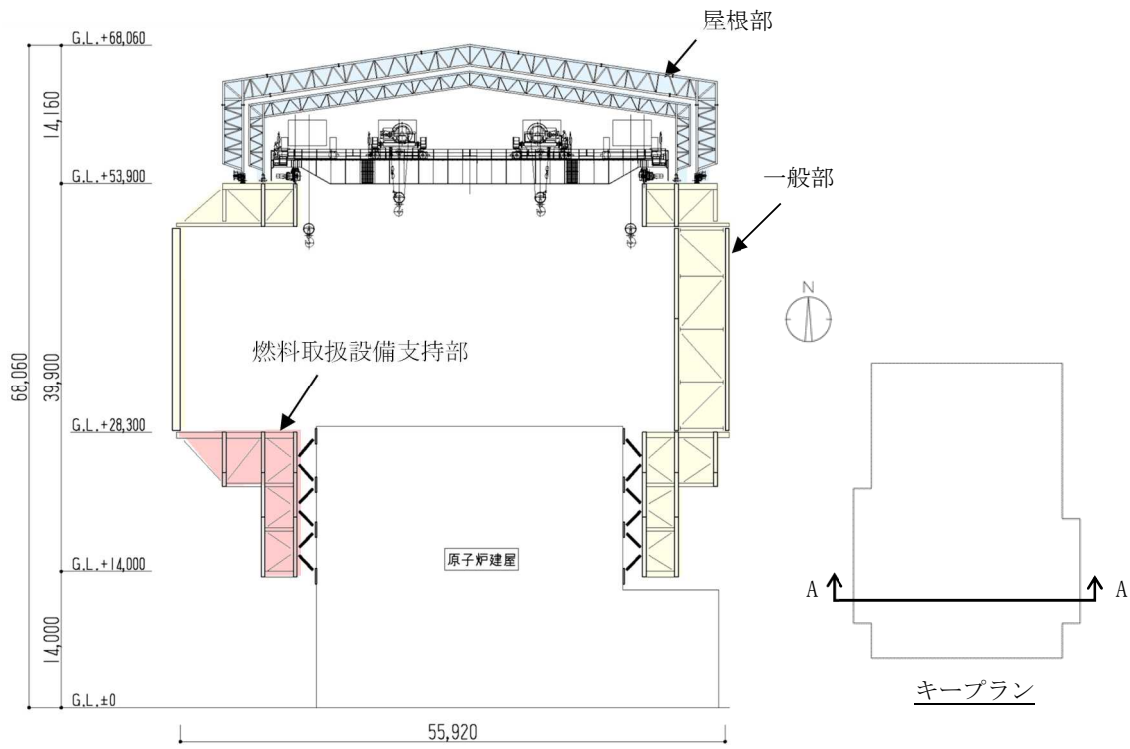 G.L.+68,060
屋根部
14,160
G.L.+53,900
一般部
N
燃料取扱設備支持部
68,060
39,900
G.L.+28,300
原子炉建屋
G.L.+14,000
A
A
14,000
キープラン
G.L.±0
55,920